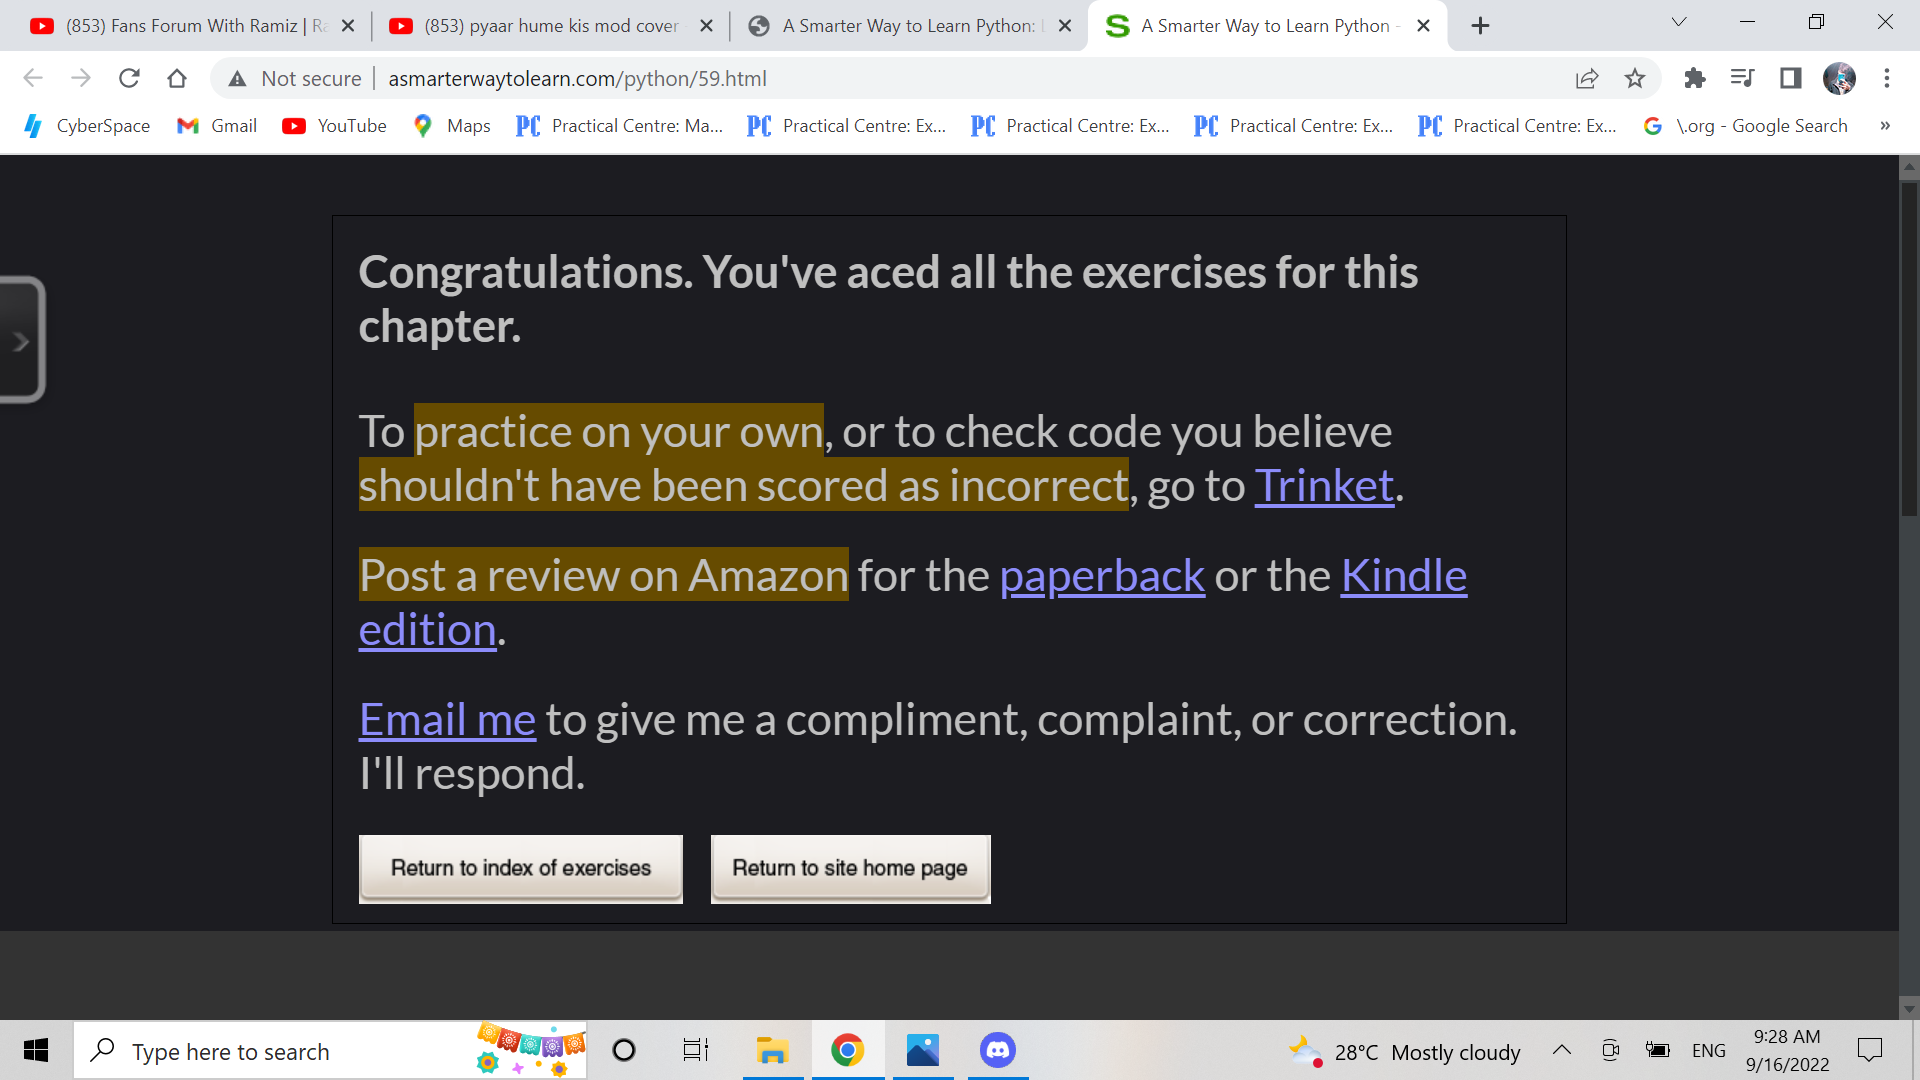 (853) Fans Forum With Ramiz | Ra
(853) pyaar hume kis mod cover
A Smarter Way to Learn Python:
A Smarter Way to Learn Python -
Not secure
asmarterwaytolearn.com/python/59.html
CyberSpace
Gmail
YouTube
Maps
PC Practical Centre: Ma...
PC Practical Centre: Ex...
PC Practical Centre: Ex...
PC Practical Centre: Ex...
PC Practical Centre: Ex...
\.org - Google Search
»
Congratulations. You've aced all the exercises for this
chapter.
To practice on your own, or to check code you believe
shouldn't have been scored as incorrect, go to Trinket.
Post a review on Amazon for the paperback or the Kindle
edition.
Email me to give me a compliment, complaint, or correction.
I'll respond.
Return to index of exercises
Return to site home page
Type here to search
28°C Mostly cloudy
ENG
9:28 AM
9/16/2022